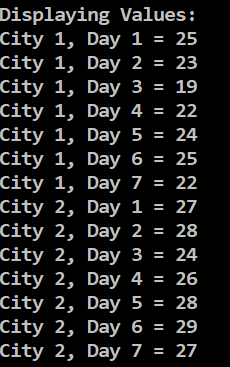 Displaying Values:
City 1, Day 1 = 25
City 1, Day 2 = 23
City 1, Day 3 = 19
City 1, Day 4 = 22
City 1, Day 5 = 24
City 1, Day 6 = 25
City 1, Day 7 = 22
City 2, Day 1 = 27
City 2, Day 2 = 28
City 2, Day 3 = 24
City 2, Day 4 = 26
City 2, Day 5 = 28
City 2, Day 6 = 29
City 2, Day 7 = 27